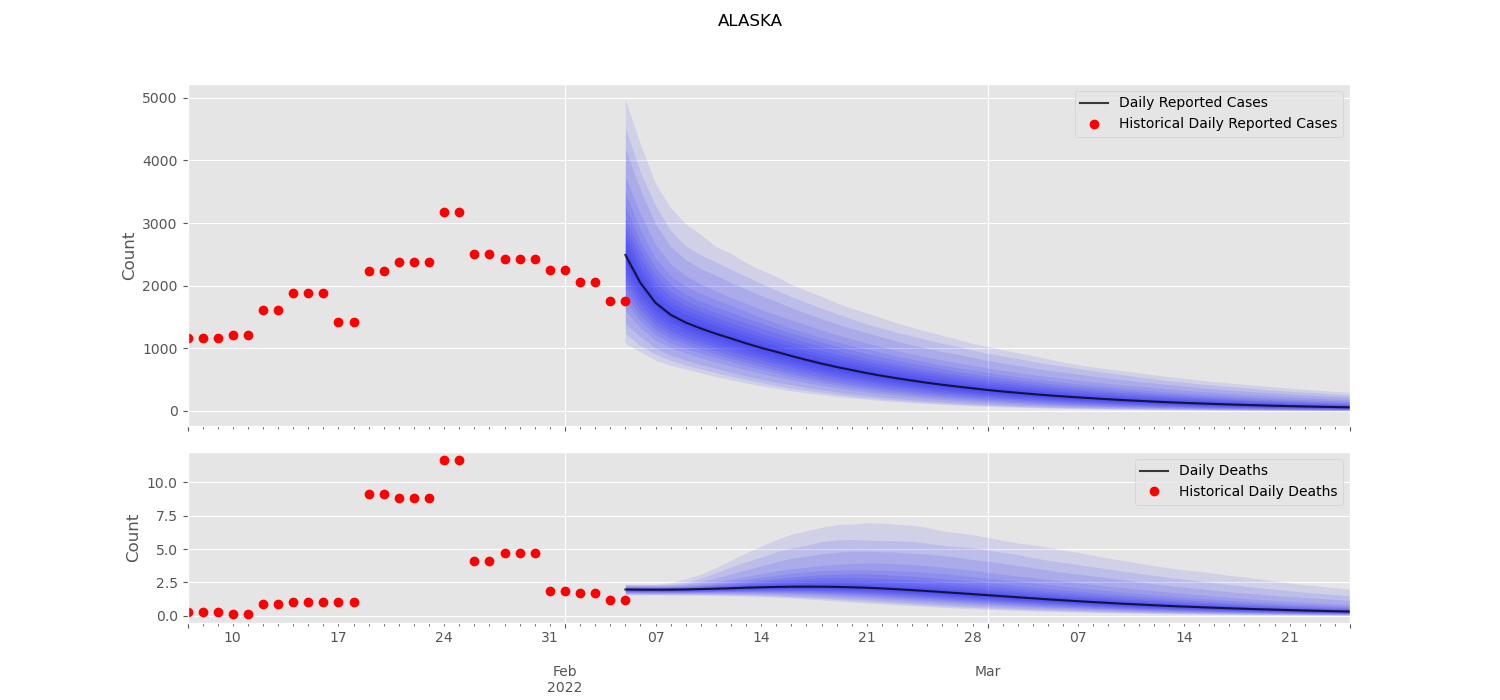 ALASKA
5000
4000
3000
2000
1000
0
Count
Daily Reported Cases
Historical Daily Reported Cases
10.0
7.5
5.0
2.5
0.0
Count
Daily Deaths
Historical Daily Deaths
10 17 24 31 07 14 21 28 07 14 21
Feb Mar
2022